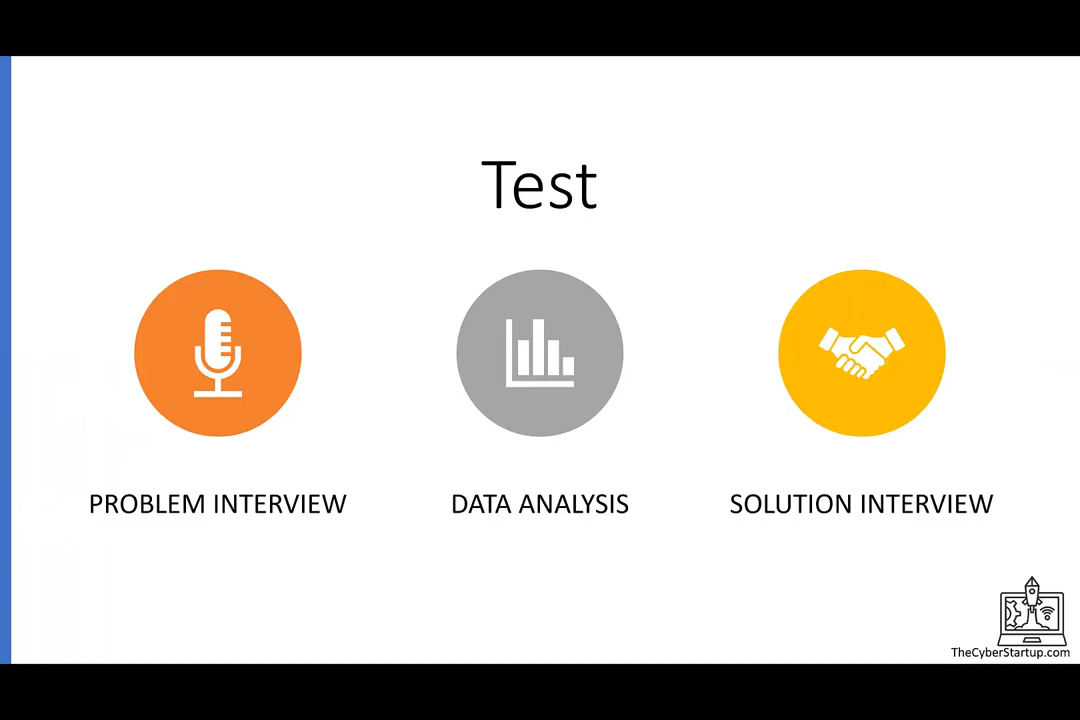 Test
PROBLEM INTERVIEW
DATA ANALYSIS
SOLUTION INTERVIEW
TheCyberStartup.com